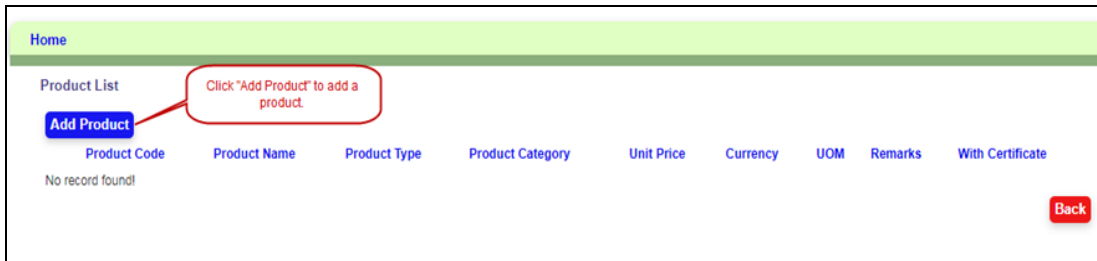 Home
Product List
Click "Add Product" to add a
product.
Add Product
Product Code Product Name Product Type Product Category Unit Price Currency UOM Remarks With Certificate
No record found!
Back